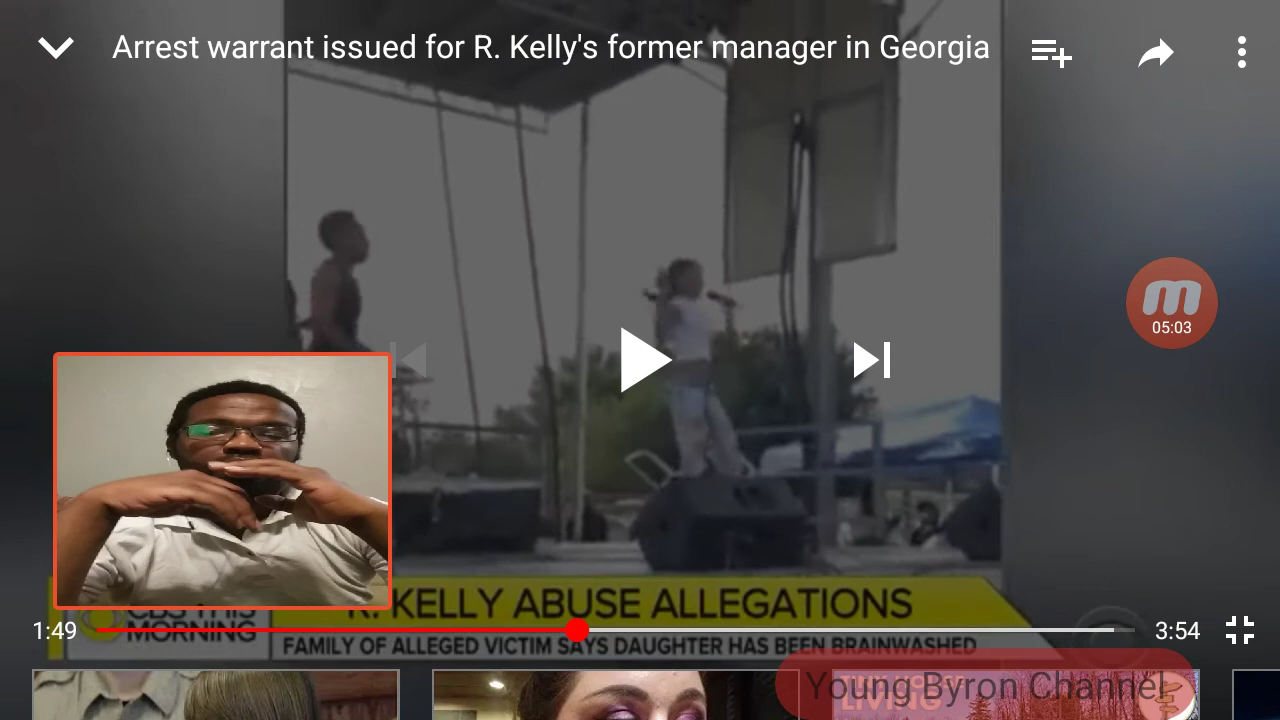 Arrest warrant issued for R. Kelly's former manager in Georgia
05:03
R. KELLY ABUSE ALLEGATIONS
CBS THIS
MORNING
FAMILY OF ALLEGED VICTIM SAYS DAUGHTER HAS BEEN BRAINWASHED
1:49
3:54
Young Byron Channel
LIVING